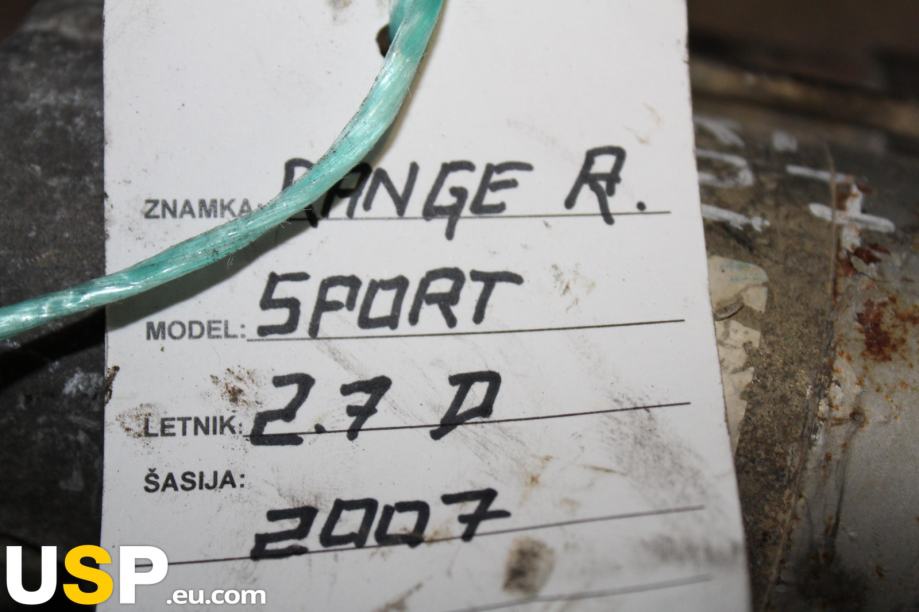 ZNAMKA: RANGE R.
MODEL: SPORT
LETNIK: 2.7 D
ŠASIJA:
2007
USP.eu.com